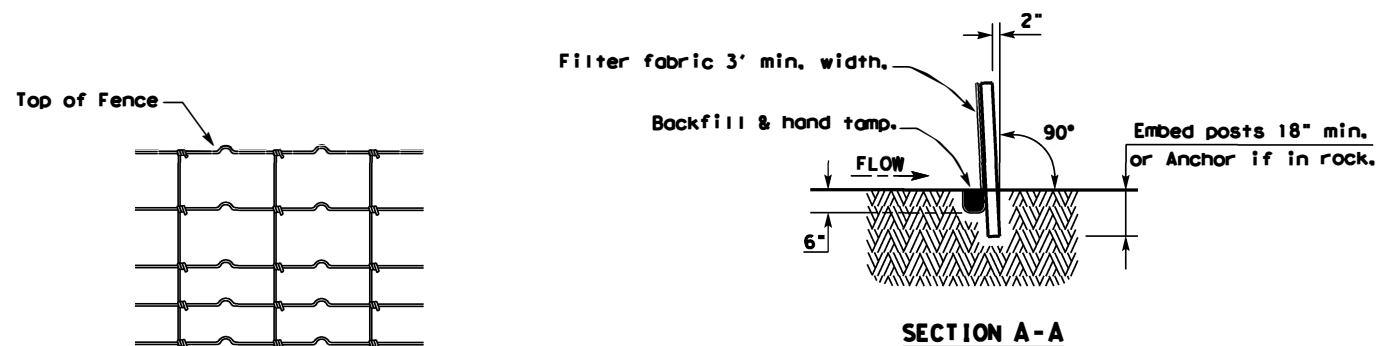 Top of Fence
2"
Filter fabric 3' min. width.
Backfill & hand tamp.
90°
Embed posts 18" min.
or Anchor if in rock.
FLOW
6"
SECTION A-A